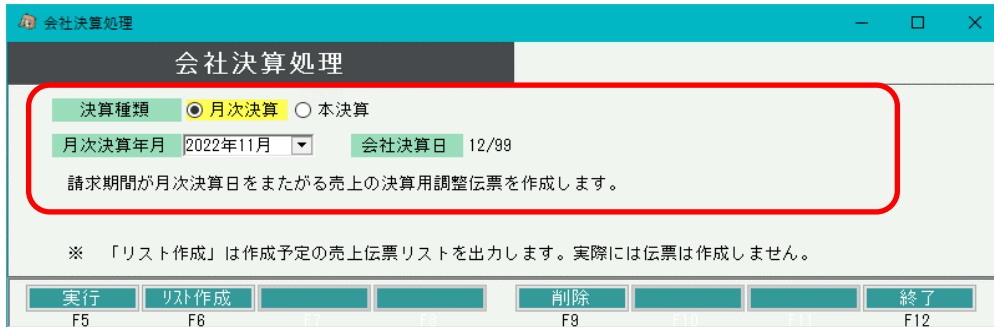 会社決算処理
会社決算処理
決算種類 月次決算 本決算
月次決算年月 2022年11月 会社決算日 12/99
請求期間が月次決算日をまたがる売上の決算用調整伝票を作成します。
※ 「リスト作成」は作成予定の売上伝票リストを出力します。実際には伝票は作成しません。
実行 リスト作成 削除 終了
F5 F6 F7 F8 F9 F10 F11 F12